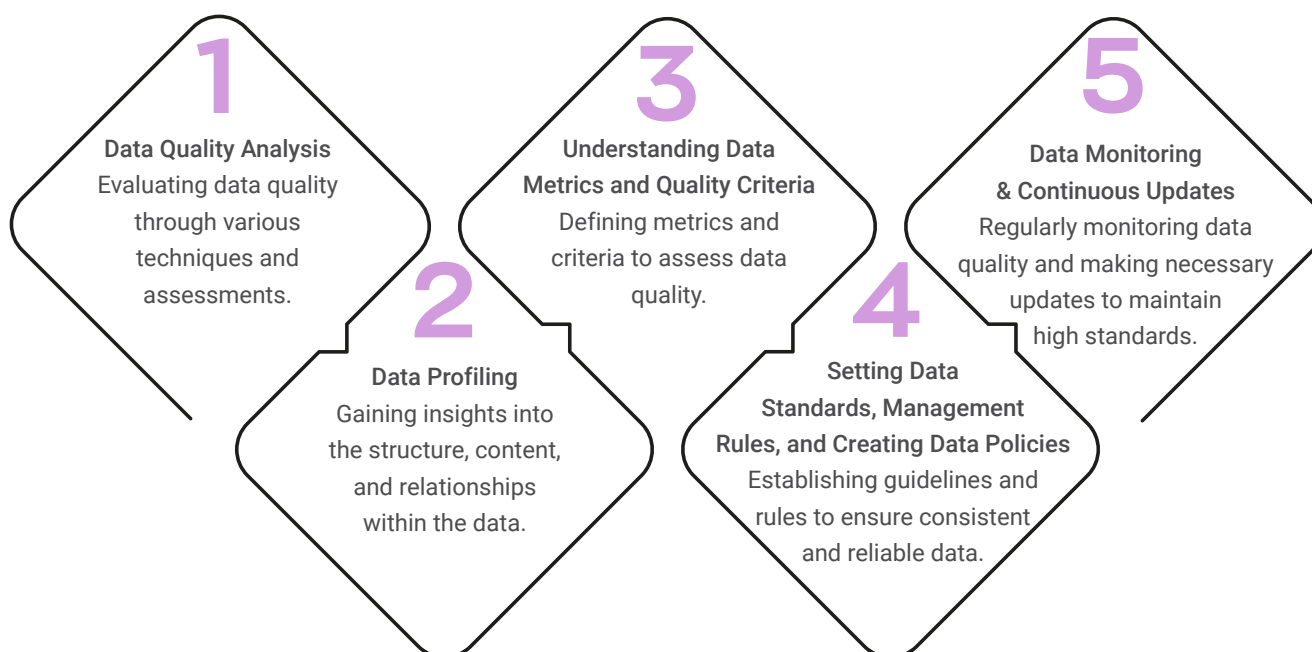 1
Data Quality Analysis
Evaluating data quality
through various
techniques and
assessments.
2
Data Profiling
Gaining insights into
the structure, content,
and relationships
within the data.
3
Understanding Data
Metrics and Quality Criteria
Defining metrics and
criteria to assess data
quality.
4
Setting Data
Standards, Management
Rules, and Creating Data Policies
Establishing guidelines and
rules to ensure consistent
and reliable data.
5
Data Monitoring
& Continuous Updates
Regularly monitoring data
quality and making necessary
updates to maintain
high standards.